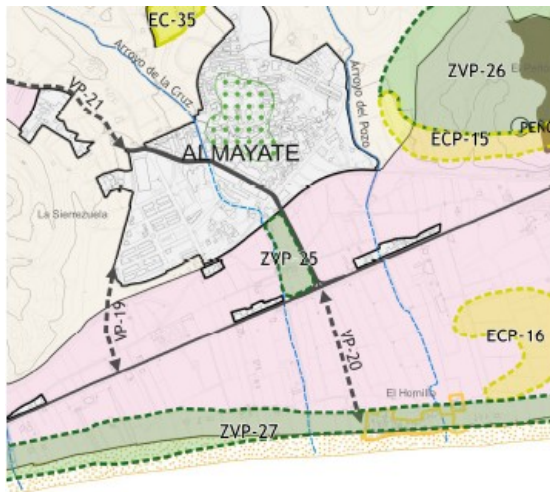 EC-35
Arroyo de la Cruz
Arroyo del Pozo
ZVP-26
VP-21
ECP-15
ALMAYATE
La Sierrezuela
ZVP-25
VP-19
VP-20
ECP-16
El Hornillo
ZVP-27